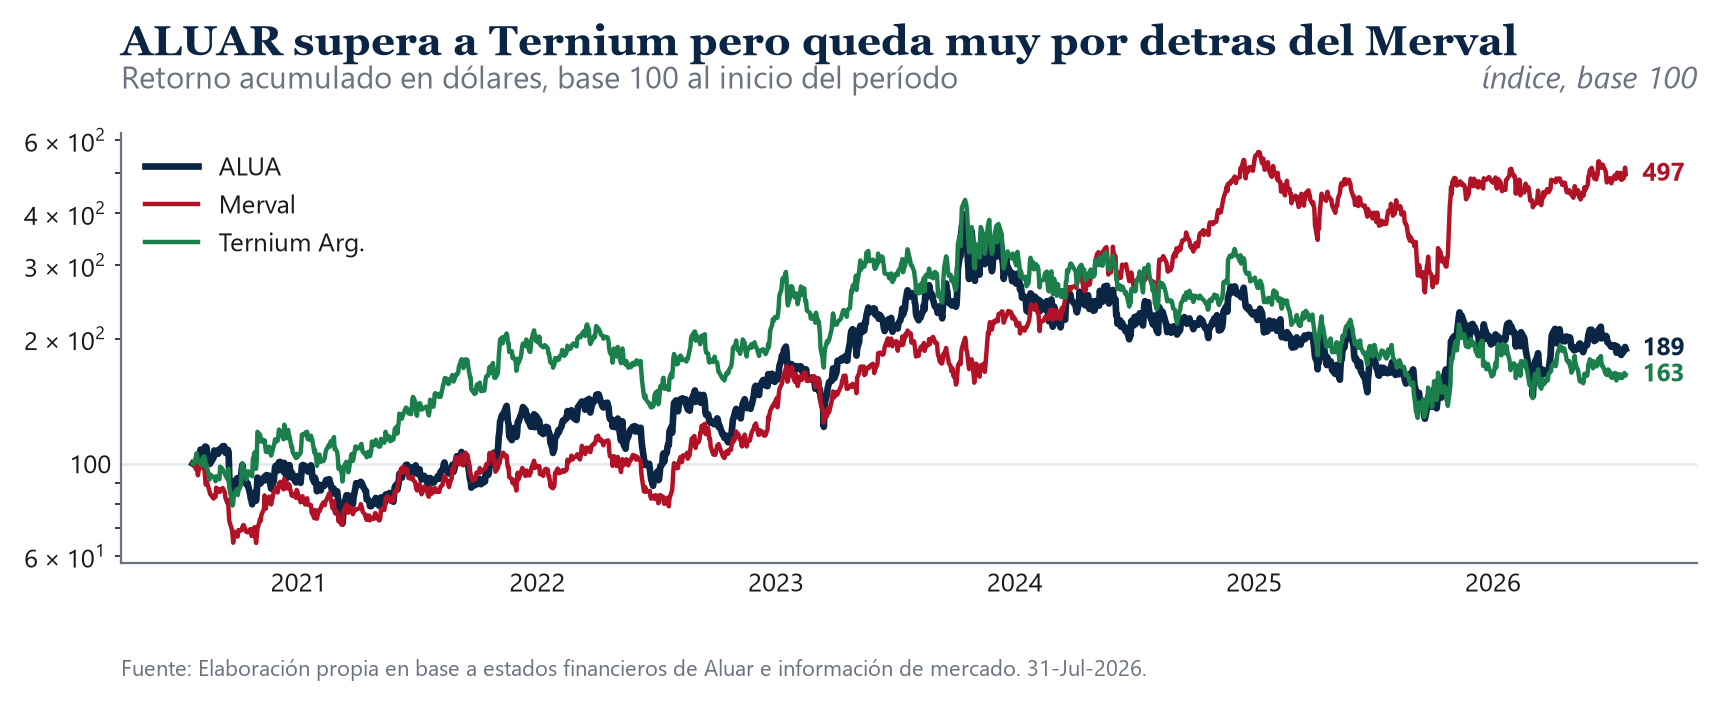 ALUAR supera a Ternium pero queda muy por detras del Merval
Retorno acumulado en dólares, base 100 al inicio del período
índice, base 100
6 × 10²
4 × 10²
3 × 10²
2 × 10²
100
6 × 10¹
ALUA
Merval
Ternium Arg.
497
189
163
2021
2022
2023
2024
2025
2026
Fuente: Elaboración propia en base a estados financieros de Aluar e información de mercado. 31-Jul-2026.